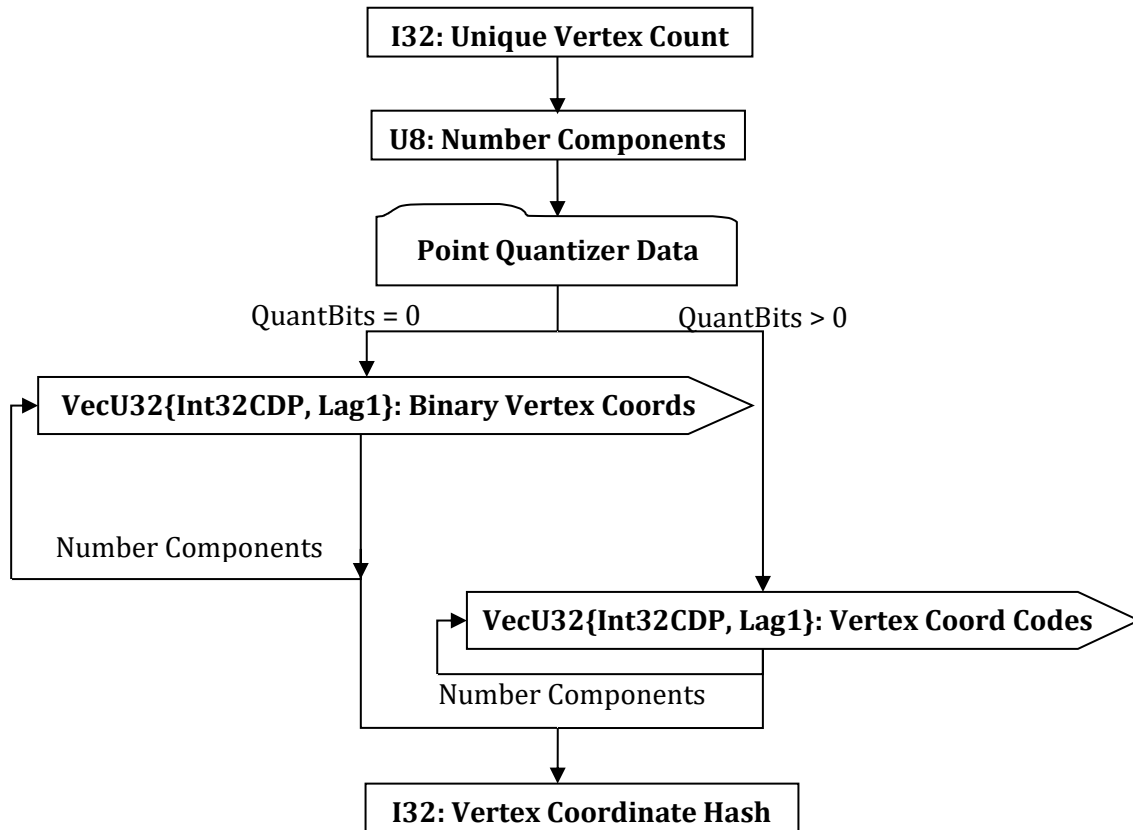 I32: Unique Vertex Count
U8: Number Components
Point Quantizer Data
QuantBits = 0
QuantBits > 0
VecU32{Int32CDP, Lag1}: Binary Vertex Coords
Number Components
VecU32{Int32CDP, Lag1}: Vertex Coord Codes
Number Components
I32: Vertex Coordinate Hash